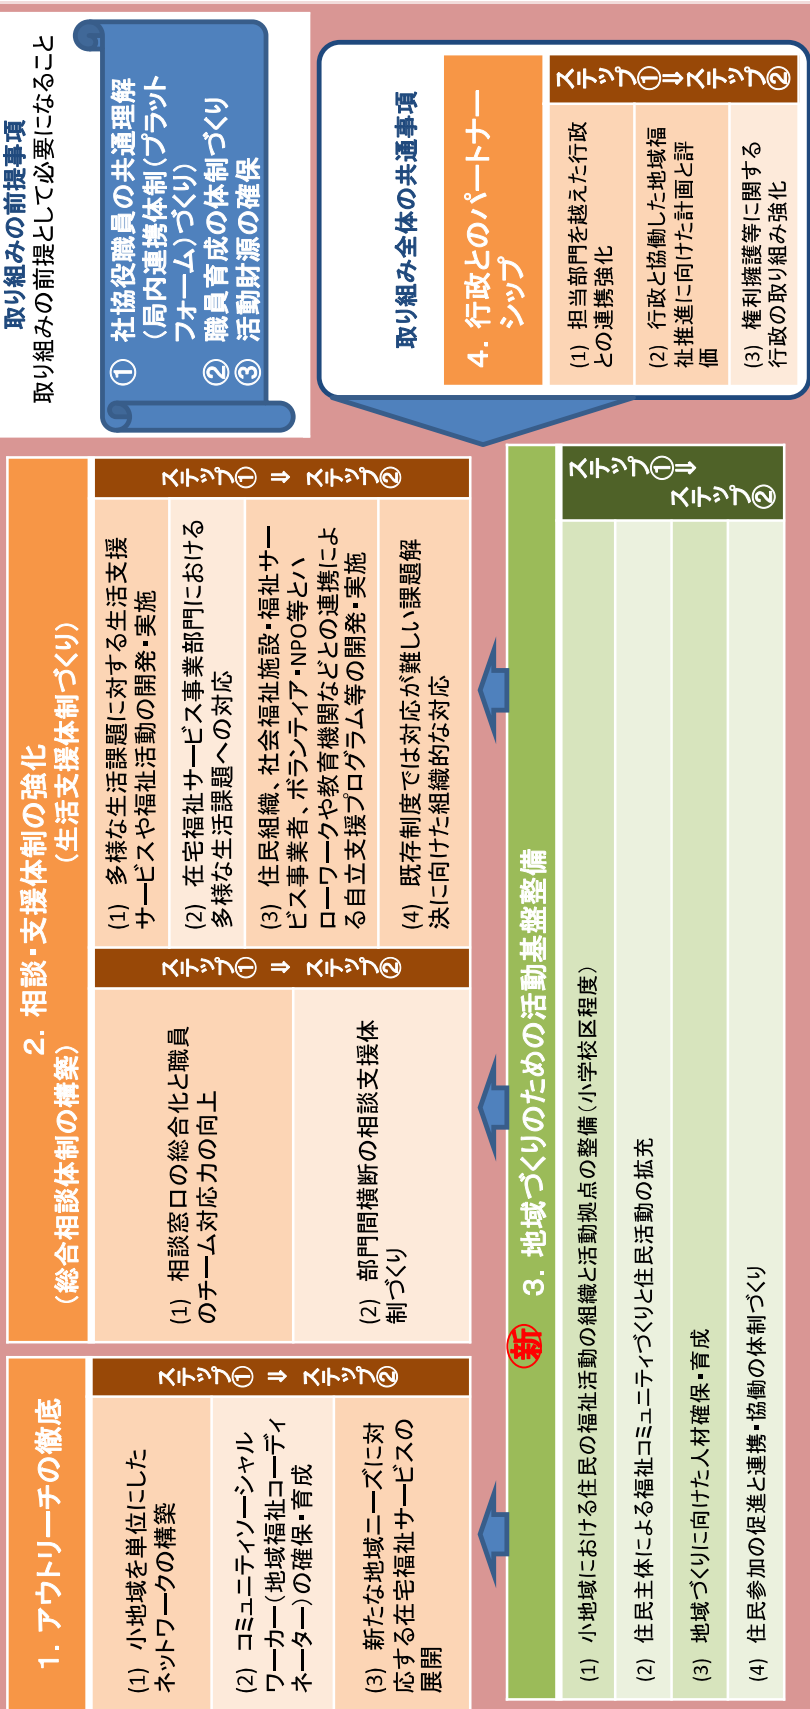 取り組みの前提事項
取り組みの前提として必要になること
① 社協役職員の共通理解
（局内連携体制（プラット
フォーム）づくり）
② 職員育成の体制づくり
③ 活動財源の確保
1. アウトリーチの徹底
(1) 小地域を単位にした
ネットワークの構築
(2) コミュニティソーシャル
ワーカー（地域福祉コーディ
ネーター）の確保・育成
(3) 新たな地域ニーズに対
応する在宅福祉サービスの
展開
ステップ① ⇒ ステップ②
2. 相談・支援体制の強化
（総合相談体制の構築） （生活支援体制づくり）
(1) 相談窓口の総合化と職員
のチーム対応力の向上
(2) 部門間横断の相談支援体
制づくり
ステップ① ⇒ ステップ②
(1) 多様な生活課題に対する生活支援
サービスや福祉活動の開発・実施
(2) 在宅福祉サービス事業部門における
多様な生活課題への対応
(3) 住民組織、社会福祉施設・福祉サー
ビス事業者、ボランティア・NPO等とハ
ローワークや教育機関などとの連携によ
る自立支援プログラム等の開発・実施
(4) 既存制度では対応が難しい課題解
決に向けた組織的な対応
ステップ① ⇒ ステップ②
取り組み全体の共通事項
4. 行政とのパートナー
シップ
(1) 担当部門を越えた行政
との連携強化
(2) 行政と協働した地域福
祉推進に向けた計画と評
価
(3) 権利擁護等に関する
行政の取り組み強化
ステップ①⇒ステップ②
新 3. 地域づくりのための活動基盤整備
(1) 小地域における住民の福祉活動の組織と活動拠点の整備（小学校区程度）
(2) 住民主体による福祉コミュニティづくりと住民活動の拡充
(3) 地域づくりに向けた人材確保・育成
(4) 住民参加の促進と連携・協働の体制づくり
ステップ①⇒
ステップ②